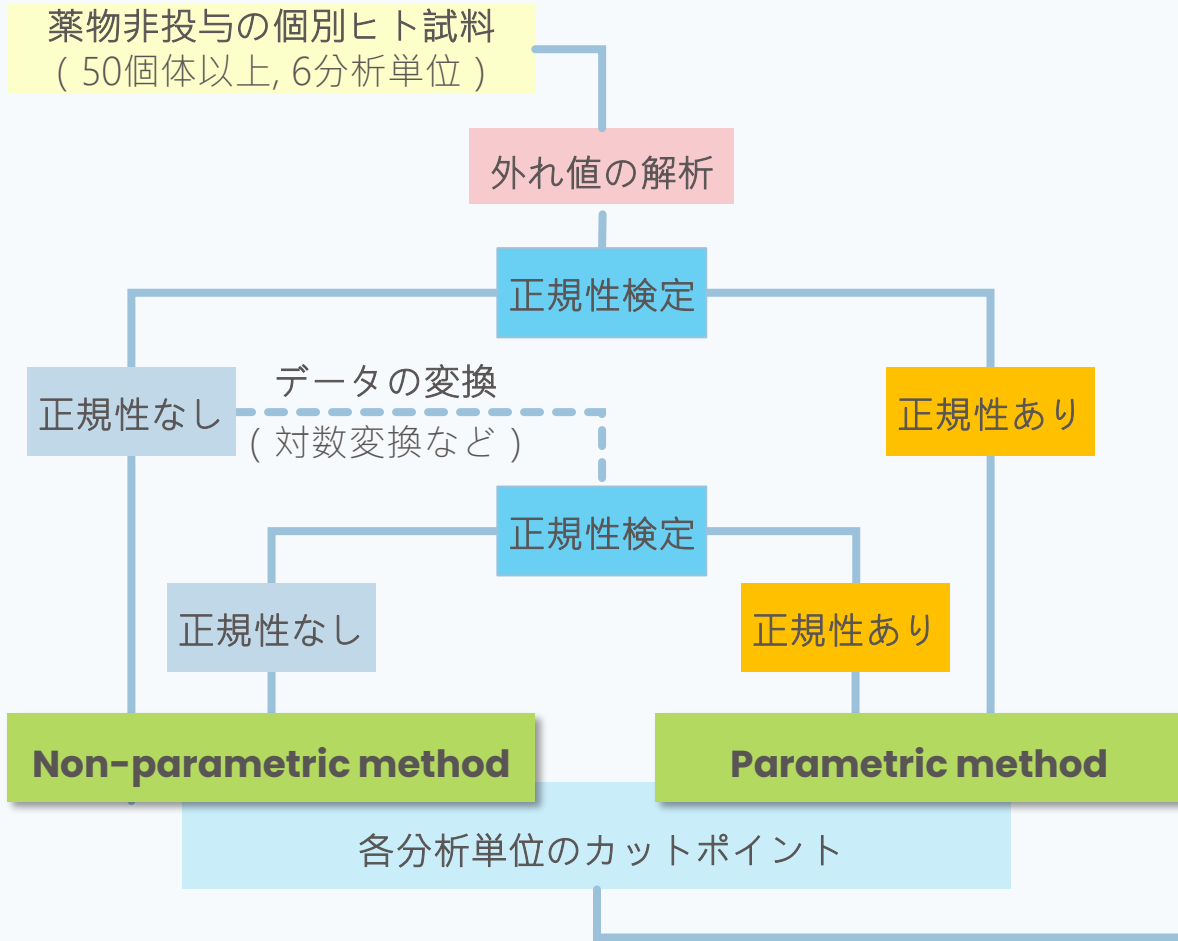 薬物非投与の個別ヒト試料
( 50個体以上, 6分析単位 )
外れ値の解析
正規性検定
正規性なし
データの変換
( 対数変換など )
正規性あり
正規性検定
正規性なし
正規性あり
Non-parametric method
Parametric method
各分析単位のカットポイント